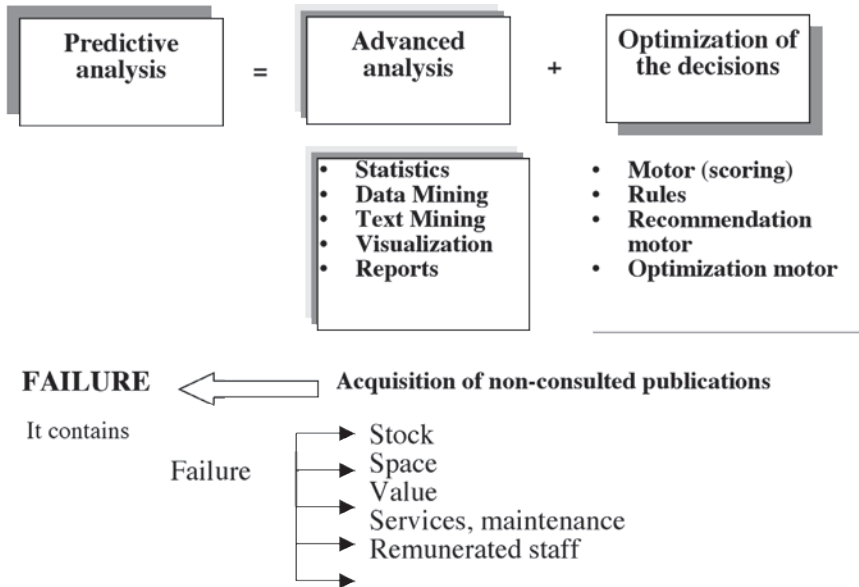 Predictive
analysis
=
Advanced
analysis
+
Optimization of
the decisions
• Statistics
• Data Mining
• Text Mining
• Visualization
• Reports
• Motor (scoring)
• Rules
• Recommendation
motor
• Optimization motor
FAILURE
Acquisition of non-consulted publications
It contains
Failure
Stock
Space
Value
Services, maintenance
Remunerated staff